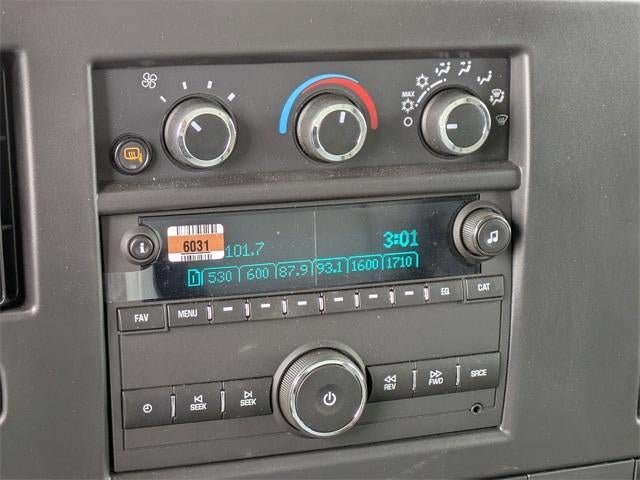 MAX
6031
101.7
3:01
1 530 600 87.9 93.1 1600 1710
FAV
MENU
EQ
CAT
SEEK
SEEK
REV
FWD
SRCE